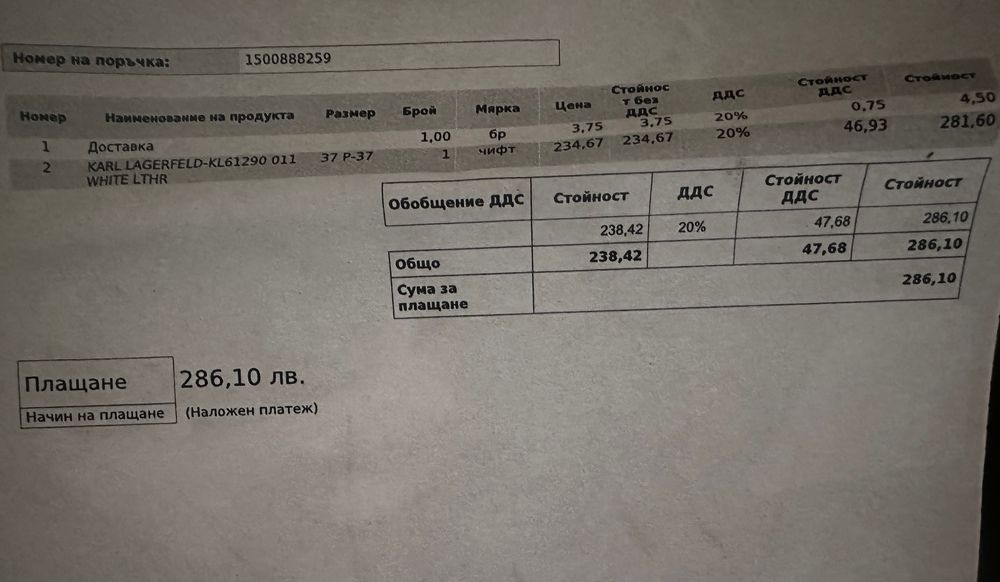 Номер на поръчка: 1500888259
Номер Наименование на продукта Размер Брой Мярка Цена Стойнос т без ДДС ДДС Стойност ДДС Стойност
1 Доставка 1,00 бр 3,75 3,75 20% 0,75 4,50
2 KARL LAGERFELD-KL61290 011 37 P-37 1 чифт 234,67 234,67 20% 46,93 281,60
WHITE LTHR
Обобщение ДДС Стойност ДДС Стойност ДДС Стойност
238,42 20% 47,68 286,10
Общо 238,42 47,68 286,10
Сума за плащане 286,10
Плащане 286,10 лв.
Начин на плащане (Наложен платеж)